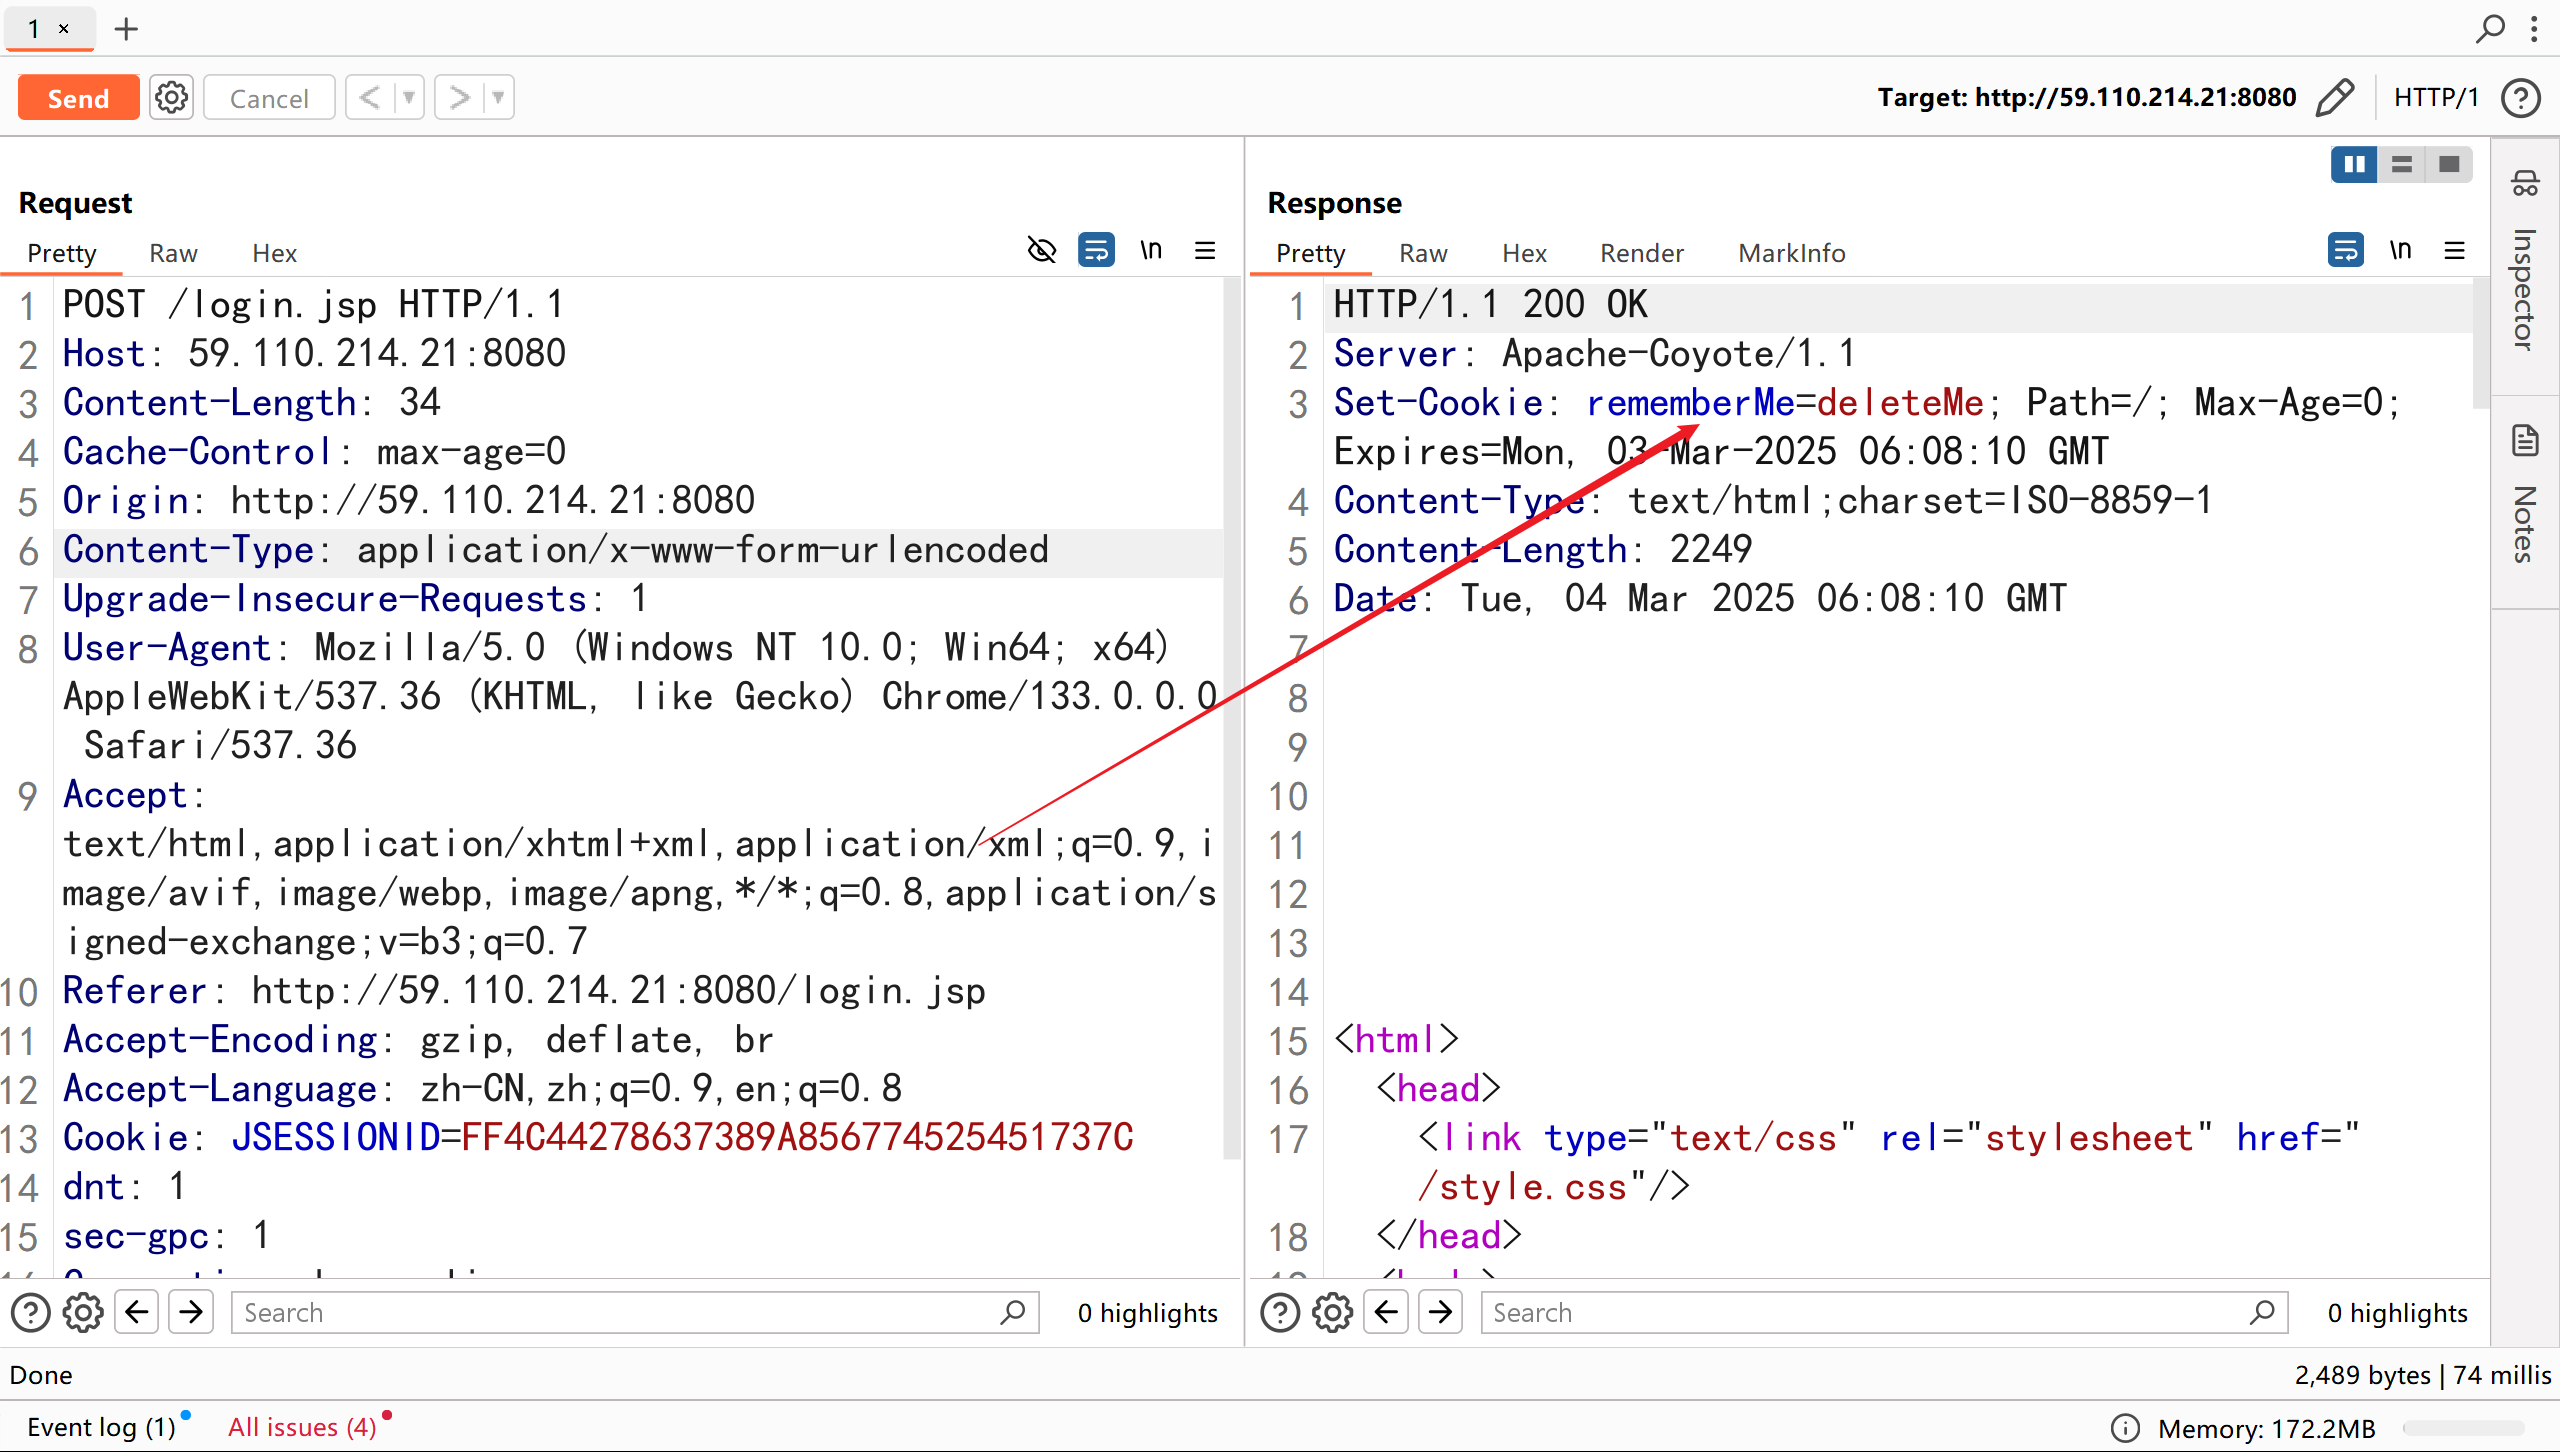 1 ×
Send Cancel Target: http://59.110.214.21:8080 HTTP/1
Request
Pretty Raw Hex \n
1 POST /login.jsp HTTP/1.1
2 Host: 59.110.214.21:8080
3 Content-Length: 34
4 Cache-Control: max-age=0
5 Origin: http://59.110.214.21:8080
6 Content-Type: application/x-www-form-urlencoded
7 Upgrade-Insecure-Requests: 1
8 User-Agent: Mozilla/5.0 (Windows NT 10.0; Win64; x64)
AppleWebKit/537.36 (KHTML, like Gecko) Chrome/133.0.0.0
Safari/537.36
9 Accept:
text/html,application/xhtml+xml,application/xml;q=0.9,i
mage/avif,image/webp,image/apng,*/*;q=0.8,application/s
igned-exchange;v=b3;q=0.7
10 Referer: http://59.110.214.21:8080/login.jsp
11 Accept-Encoding: gzip, deflate, br
12 Accept-Language: zh-CN,zh;q=0.9,en;q=0.8
13 Cookie: JSESSIONID=FF4C44278637389A856774525451737C
14 dnt: 1
15 sec-gpc: 1
Search 0 highlights
Response
Pretty Raw Hex Render MarkInfo \n
1 HTTP/1.1 200 OK
2 Server: Apache-Coyote/1.1
3 Set-Cookie: rememberMe=deleteMe; Path=/; Max-Age=0;
Expires=Mon, 03-Mar-2025 06:08:10 GMT
4 Content-Type: text/html;charset=ISO-8859-1
5 Content-Length: 2249
6 Date: Tue, 04 Mar 2025 06:08:10 GMT
7
8
9
10
11
12
13
14
15 <html>
16 <head>
17 <link type="text/css" rel="stylesheet" href="
/style.css"/>
18 </head>
Search 0 highlights
Inspector
Notes
Done 2,489 bytes | 74 millis
Event log (1) All issues (4) Memory: 172.2MB